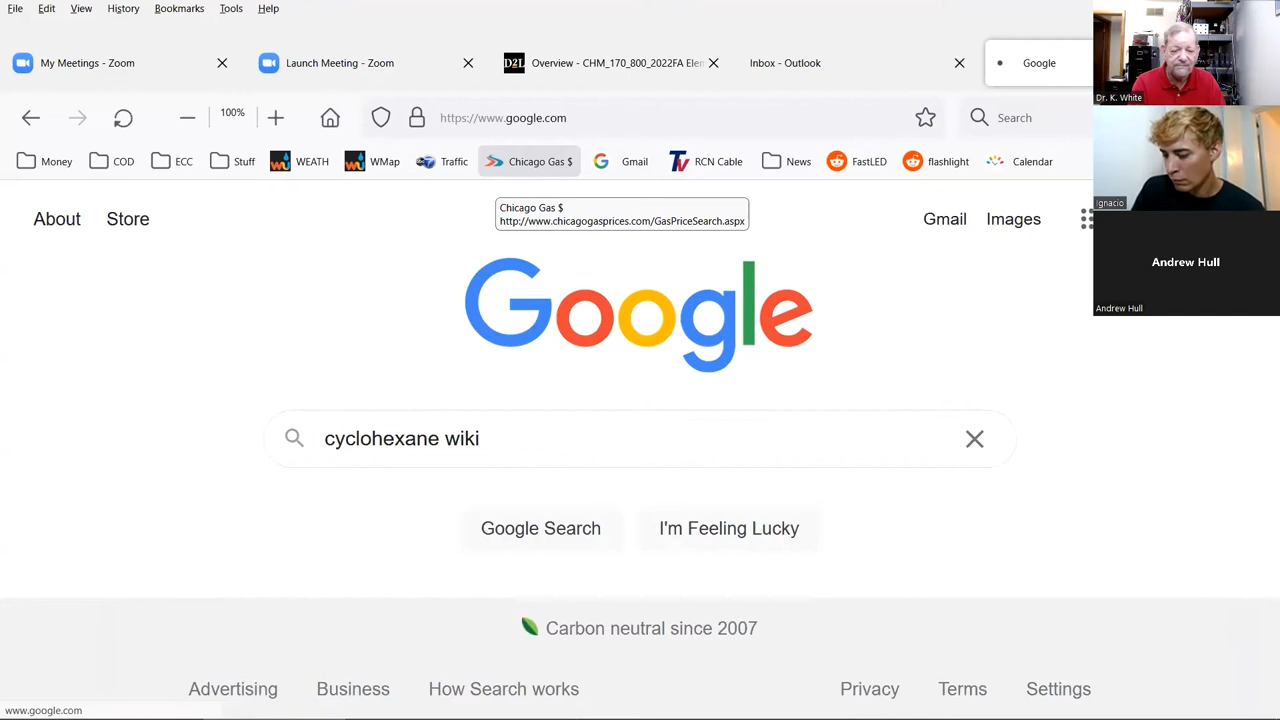 File Edit View History Bookmarks Tools Help
My Meetings - Zoom
Launch Meeting - Zoom
D2L Overview - CHM_170_800_2022FA Elen
Inbox - Outlook
Google
100%
https://www.google.com
Search
Money COD ECC Stuff WEATH WMap Traffic Chicago Gas $ Gmail RCN Cable News FastLED flashlight Calendar
About Store
Chicago Gas $
http://www.chicagogasprices.com/GasPriceSearch.aspx
Gmail Images
Google
cyclohexane wiki
Google Search I'm Feeling Lucky
Carbon neutral since 2007
Advertising Business How Search works Privacy Terms Settings
www.google.com
Dr. K. White
Ignacio
Andrew Hull
Andrew Hull